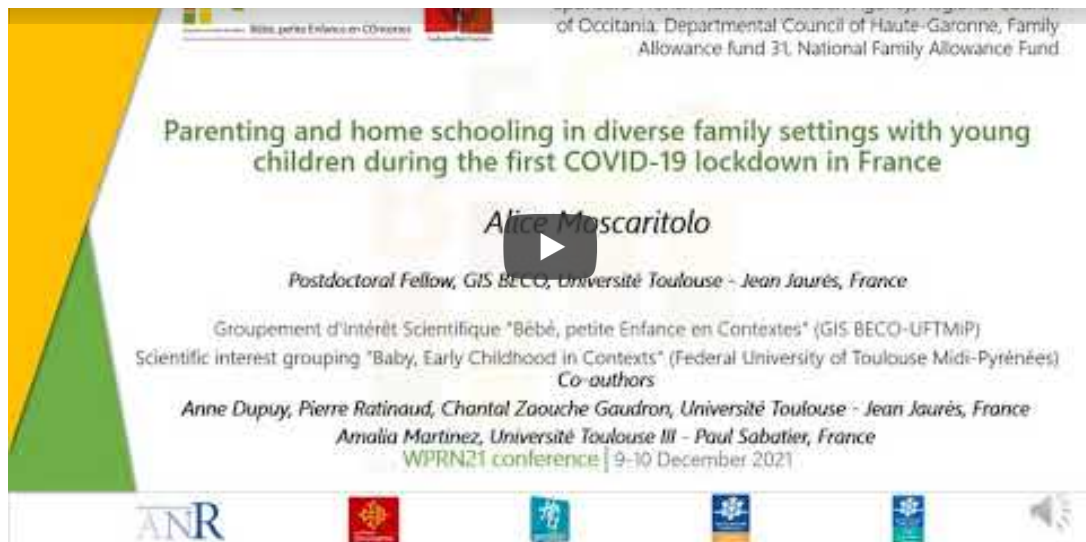 Bébé, petite Enfance en COntextes
of Occitania, Departmental Council of Haute-Garonne, Family
Allowance fund 31, National Family Allowance Fund
Parenting and home schooling in diverse family settings with young
children during the first COVID-19 lockdown in France
Alice Moscaritolo
Postdoctoral Fellow, GIS BECO, Université Toulouse - Jean Jaurès, France
Groupement d'Intérêt Scientifique "Bébé, petite Enfance en Contextes" (GIS BECO-UFTMiP)
Scientific interest grouping "Baby, Early Childhood in Contexts" (Federal University of Toulouse Midi-Pyrénées)
Co-authors
Anne Dupuy, Pierre Ratinaud, Chantal Zaouche Gaudron, Université Toulouse - Jean Jaurès, France
Amalia Martinez, Université Toulouse III - Paul Sabatier, France
WPRN21 conference | 9-10 December 2021
ANR